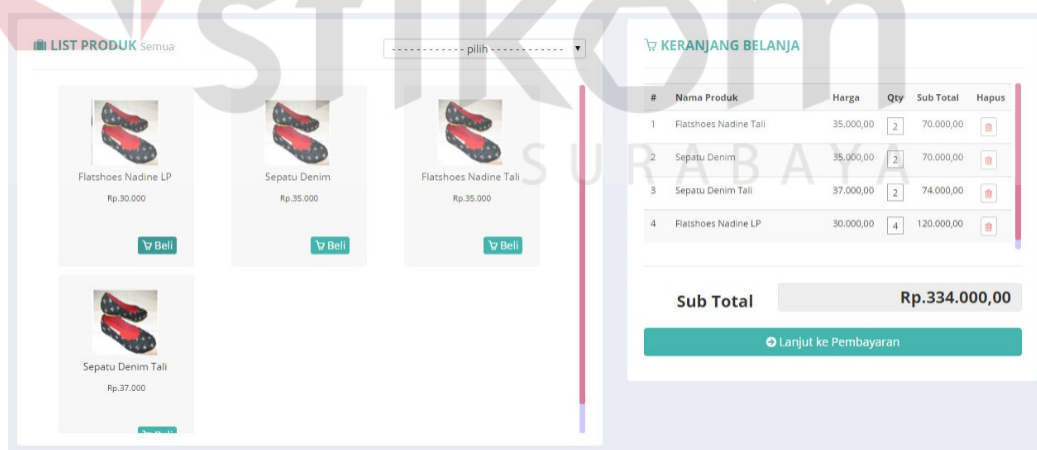 stikom
SURABAYA
LIST PRODUK Semua
- - - - - - - - - - - - pilih - - - - - - - - - - - -
Flatshoes Nadine LP
Rp.30.000
Beli
Sepatu Denim
Rp.35.000
Beli
Flatshoes Nadine Tali
Rp.35.000
Beli
Sepatu Denim Tali
Rp.37.000
KERANJANG BELANJA
# Nama Produk Harga Qty Sub Total Hapus
1 Flatshoes Nadine Tali 35.000,00 2 70.000,00
2 Sepatu Denim 35.000,00 2 70.000,00
3 Sepatu Denim Tali 37.000,00 2 74.000,00
4 Flatshoes Nadine LP 30.000,00 4 120.000,00
Sub Total Rp.334.000,00
Lanjut ke Pembayaran